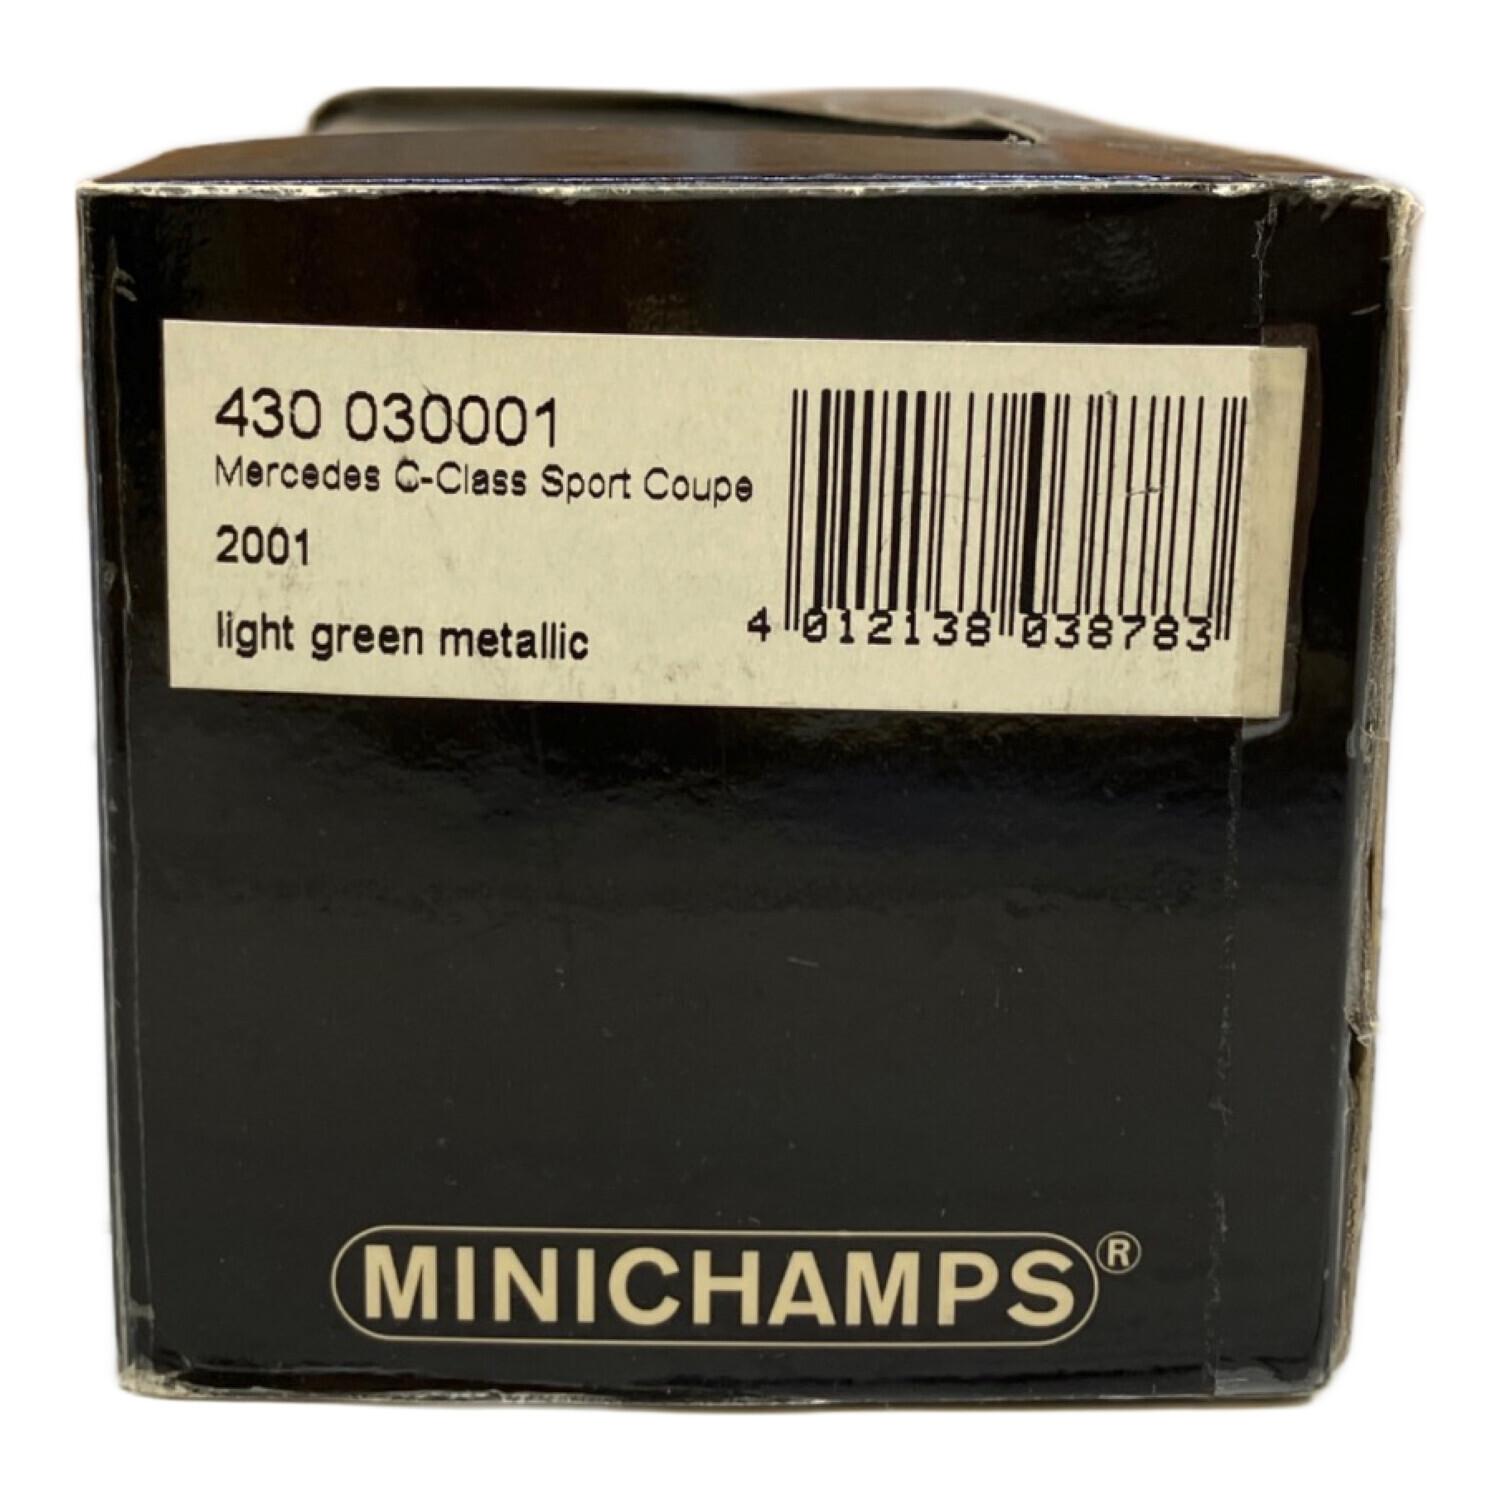 430 030001
Mercedes C-Class Sport Coupe
2001
light green metallic
4 012138 038783
MINICHAMPS®